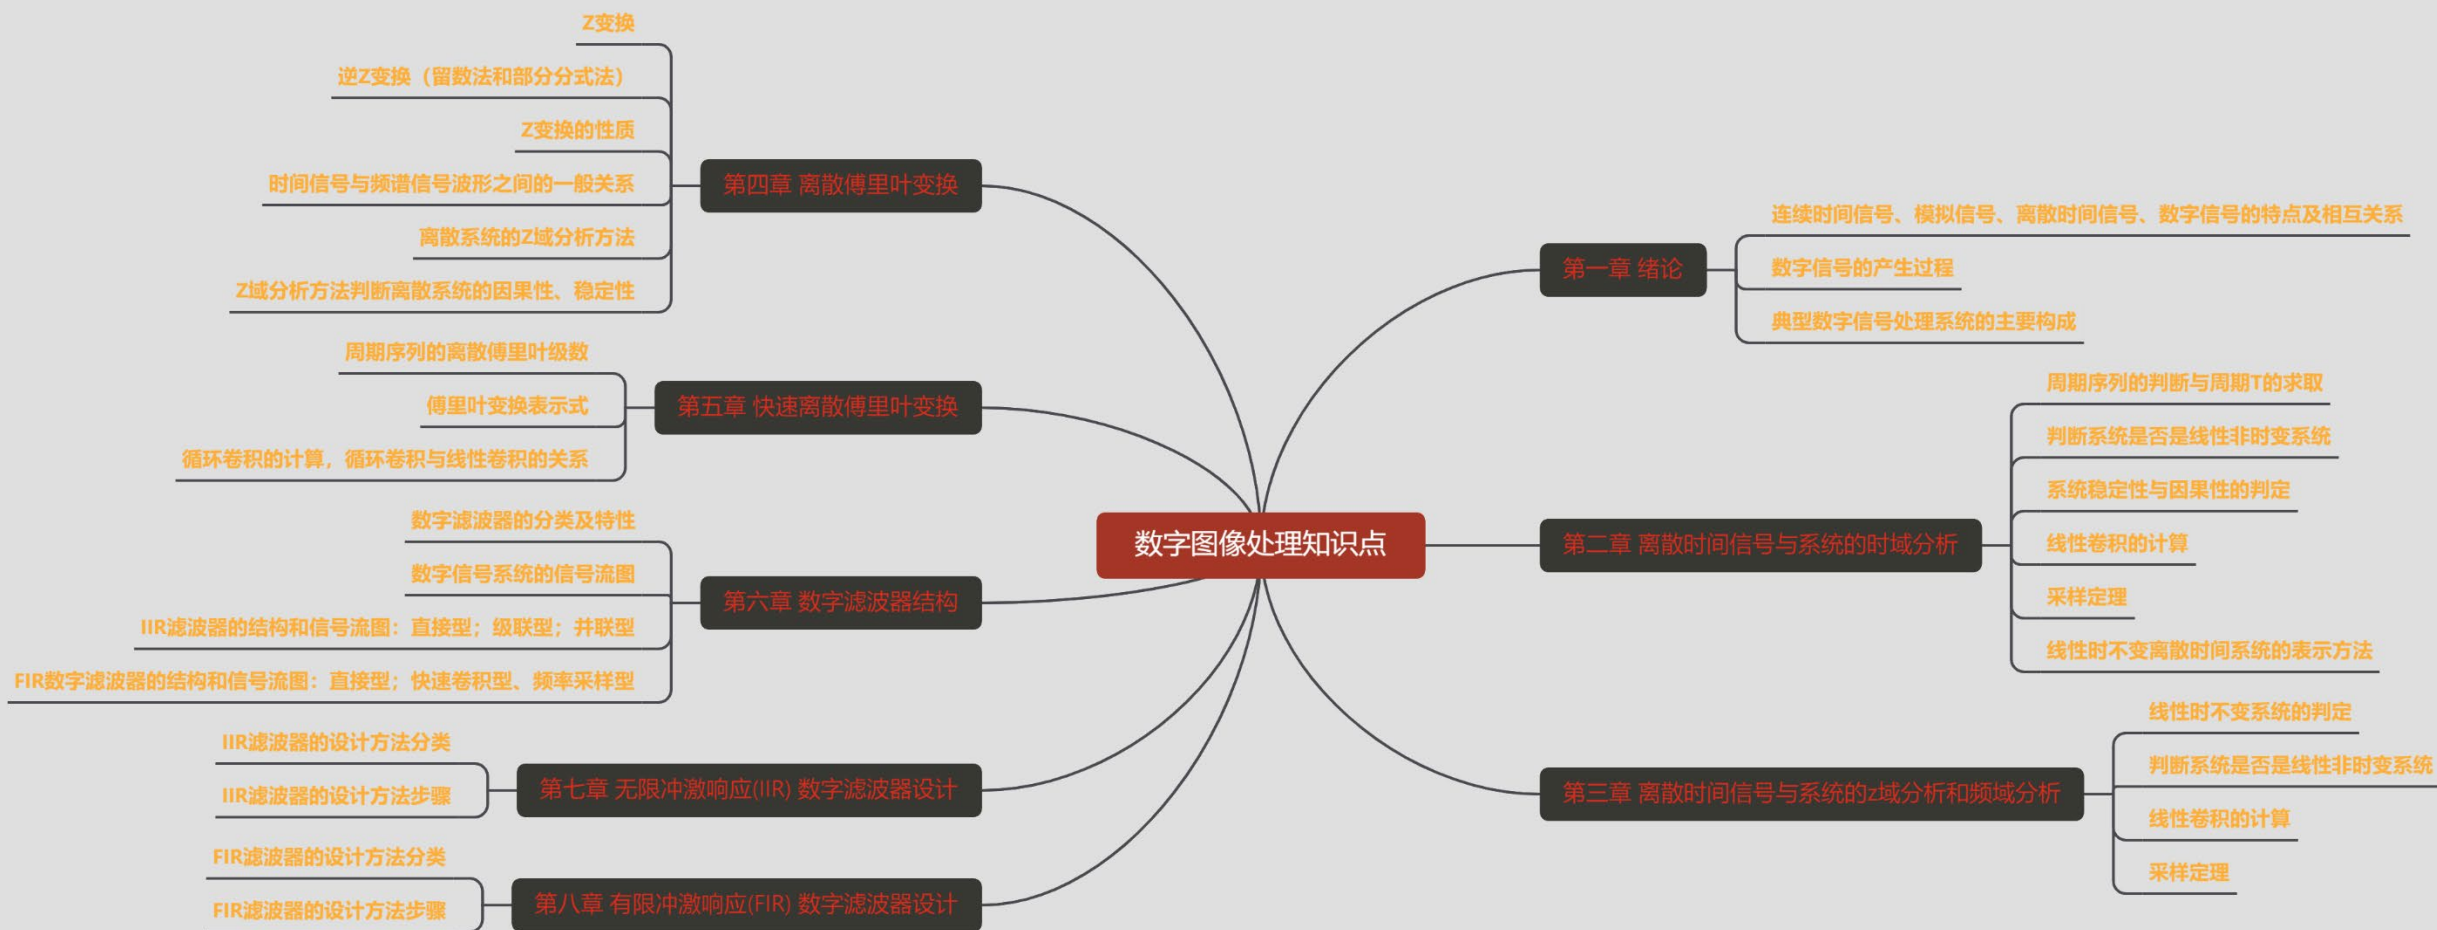 数字图像处理知识点
第一章 绪论
连续时间信号、模拟信号、离散时间信号、数字信号的特点及相互关系
数字信号的产生过程
典型数字信号处理系统的主要构成
第二章 离散时间信号与系统的时域分析
周期序列的判断与周期T的求取
判断系统是否是线性非时变系统
系统稳定性与因果性的判定
线性卷积的计算
采样定理
线性时不变离散时间系统的表示方法
第三章 离散时间信号与系统的z域分析和频域分析
线性时不变系统的判定
判断系统是否是线性非时变系统
线性卷积的计算
采样定理
第四章 离散傅里叶变换
Z变换
逆Z变换（留数法和部分分式法）
Z变换的性质
时间信号与频谱信号波形之间的一般关系
离散系统的Z域分析方法
Z域分析方法判断离散系统的因果性、稳定性
第五章 快速离散傅里叶变换
周期序列的离散傅里叶级数
傅里叶变换表示式
循环卷积的计算，循环卷积与线性卷积的关系
第六章 数字滤波器结构
数字滤波器的分类及特性
数字信号系统的信号流图
IIR滤波器的结构和信号流图：直接型；级联型；并联型
FIR数字滤波器的结构和信号流图：直接型；快速卷积型、频率采样型
第七章 无限冲激响应(IIR) 数字滤波器设计
IIR滤波器的设计方法分类
IIR滤波器的设计方法步骤
第八章 有限冲激响应(FIR) 数字滤波器设计
FIR滤波器的设计方法分类
FIR滤波器的设计方法步骤